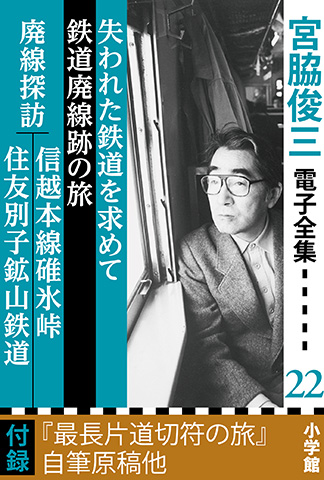 宮脇俊三
電子全集
22
失われた鉄道を求めて
鉄道廃線跡の旅
廃線探訪
信越本線碓氷峠
住友別子鉱山鉄道
付録
『最長片道切符の旅』
自筆原稿他
小学館